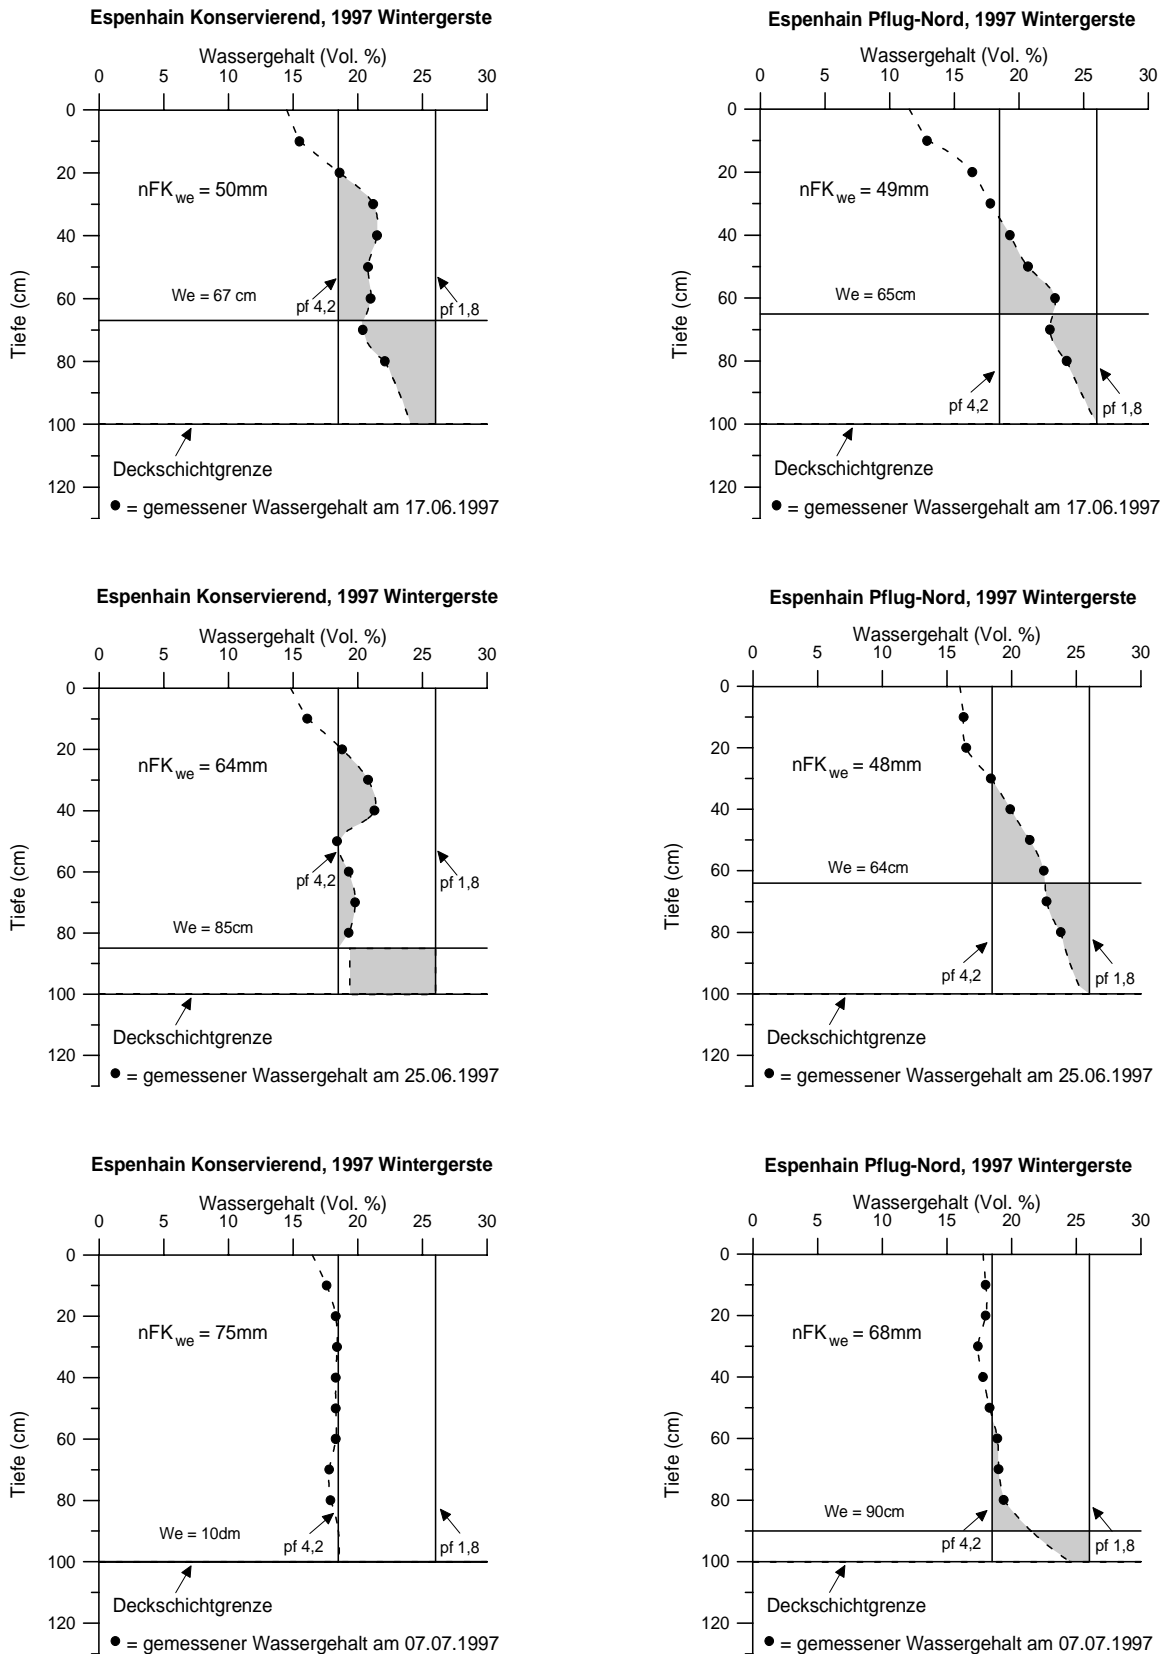 Espenhain Konservierend, 1997 Wintergerste
Wassergehalt (Vol. %)
0 5 10 15 20 25 30
0
20
40
60
80
100
120
Tiefe (cm)
nFKwe = 50mm
We = 67 cm
pf 4,2
pf 1,8
Deckschichtgrenze
= gemessener Wassergehalt am 17.06.1997
Espenhain Pflug-Nord, 1997 Wintergerste
Wassergehalt (Vol. %)
0 5 10 15 20 25 30
0
20
40
60
80
100
120
Tiefe (cm)
nFKwe = 49mm
We = 65cm
pf 4,2
pf 1,8
Deckschichtgrenze
= gemessener Wassergehalt am 17.06.1997
Espenhain Konservierend, 1997 Wintergerste
Wassergehalt (Vol. %)
0 5 10 15 20 25 30
0
20
40
60
80
100
120
Tiefe (cm)
nFKwe = 64mm
pf 4,2
pf 1,8
We = 85cm
Deckschichtgrenze
= gemessener Wassergehalt am 25.06.1997
Espenhain Pflug-Nord, 1997 Wintergerste
Wassergehalt (Vol. %)
0 5 10 15 20 25 30
0
20
40
60
80
100
120
Tiefe (cm)
nFKwe = 48mm
We = 64cm
pf 4,2
pf 1,8
Deckschichtgrenze
= gemessener Wassergehalt am 25.06.1997
Espenhain Konservierend, 1997 Wintergerste
Wassergehalt (Vol. %)
0 5 10 15 20 25 30
0
20
40
60
80
100
120
Tiefe (cm)
nFKwe = 75mm
We = 10dm
pf 4,2
pf 1,8
Deckschichtgrenze
= gemessener Wassergehalt am 07.07.1997
Espenhain Pflug-Nord, 1997 Wintergerste
Wassergehalt (Vol. %)
0 5 10 15 20 25 30
0
20
40
60
80
100
120
Tiefe (cm)
nFKwe = 68mm
We = 90cm
pf 4,2
pf 1,8
Deckschichtgrenze
= gemessener Wassergehalt am 07.07.1997